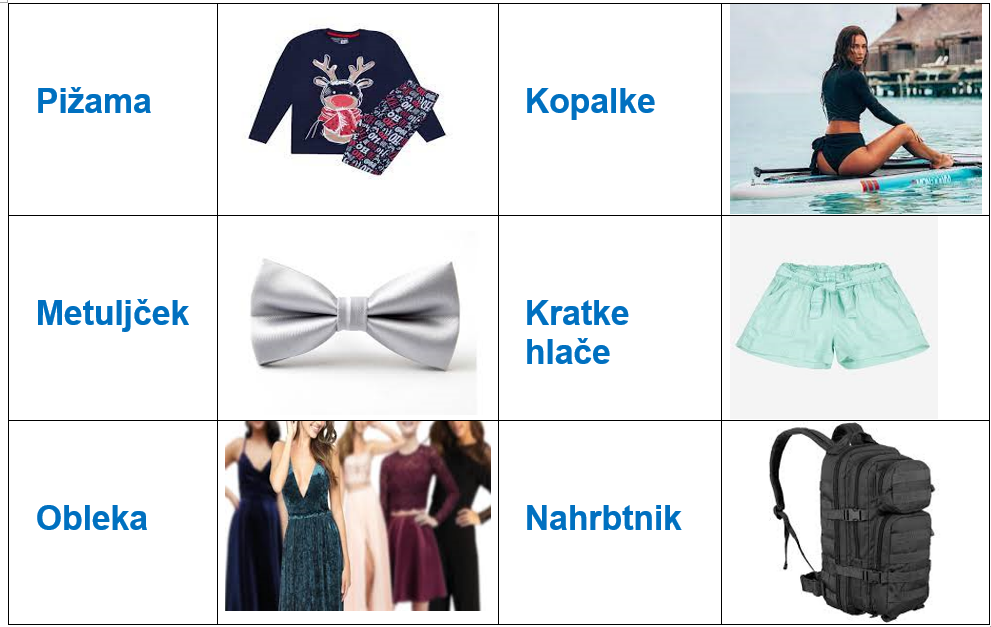 Pižama
Kopalke
Metuljček
Kratke
hlače
Obleka
Nahrbtnik